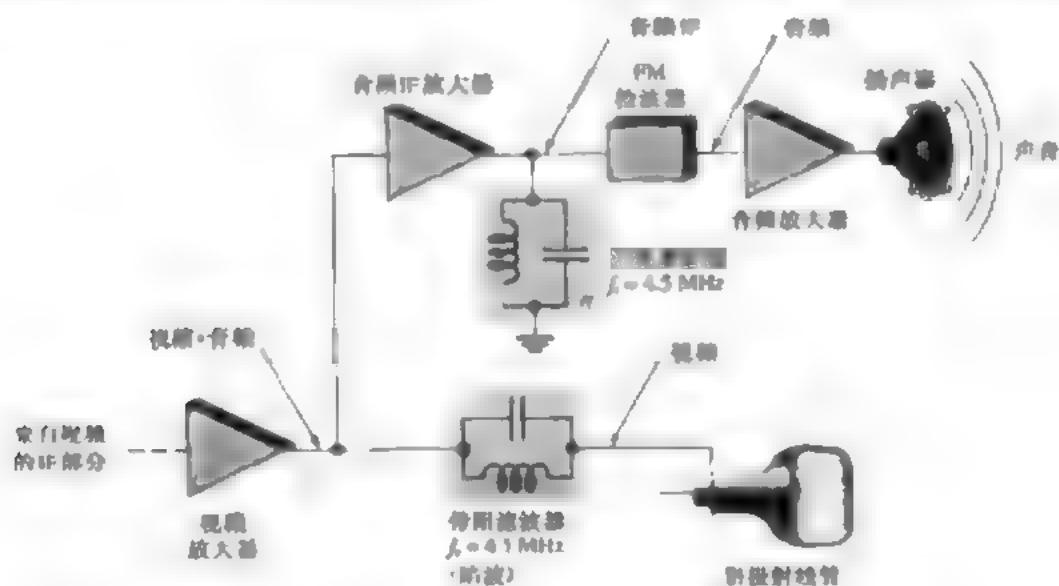 音频IF
音频
FM
检波器
扬声器
音频IF放大器
声音
音频放大器
f₀ = 4.5 MHz
视频·音频
视频
来自视频
的IF部分
视频
放大器
带阻滤波器
(陷波)
阴极射线管